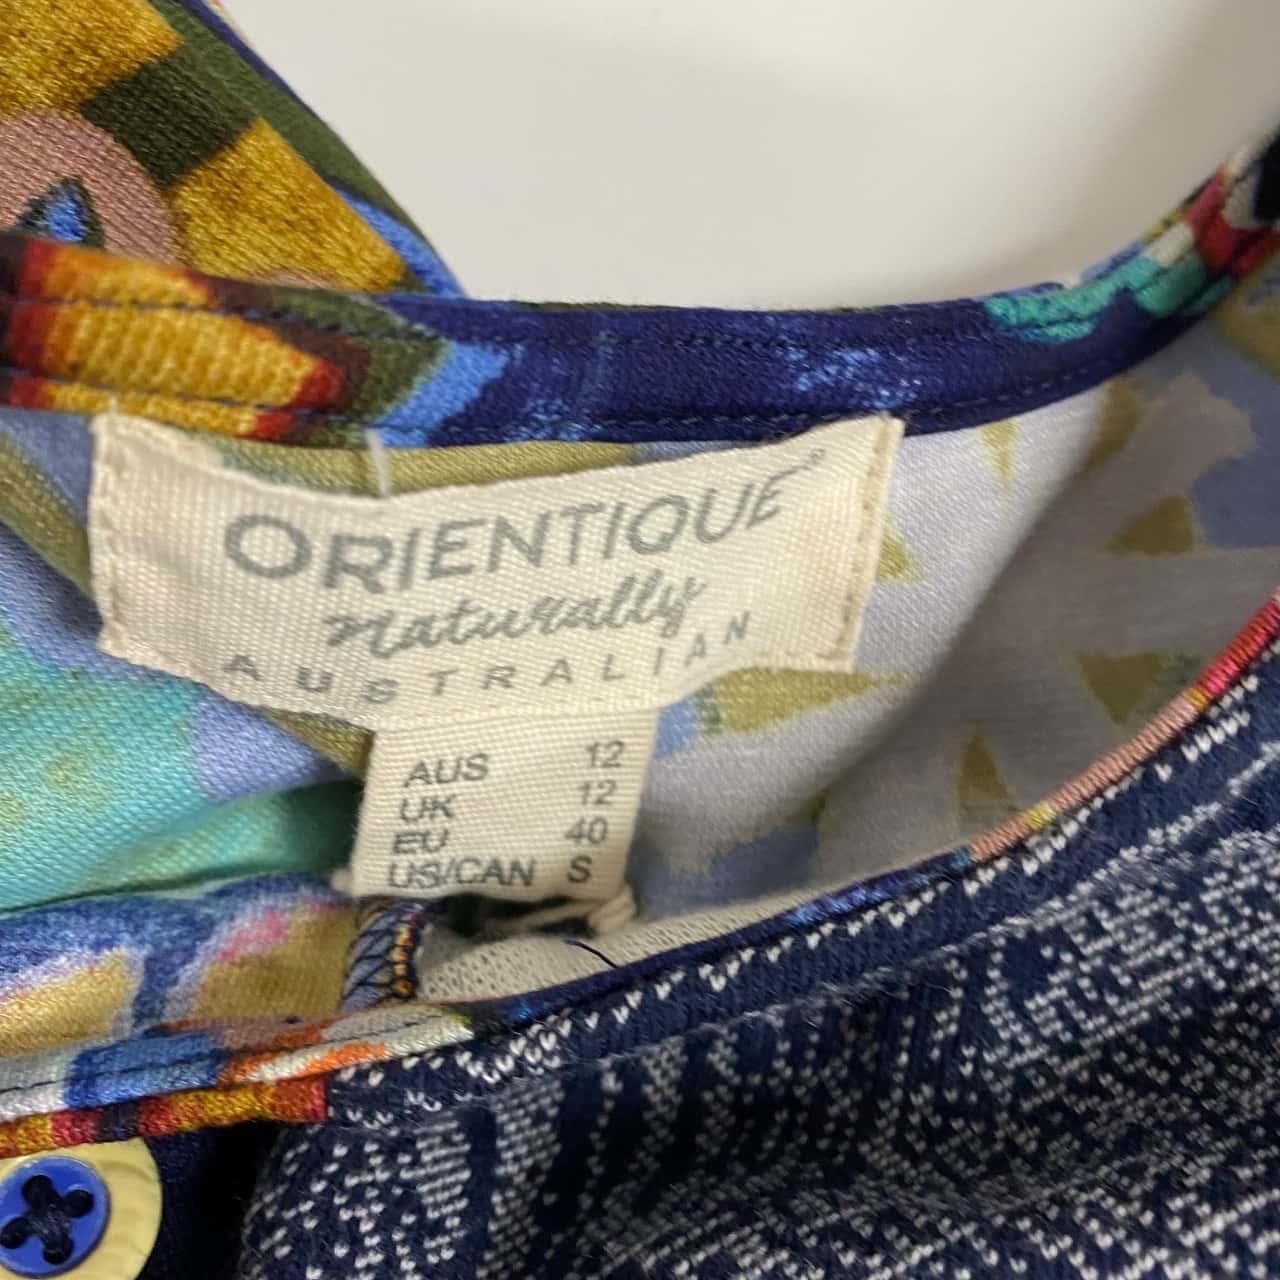 ORIENTIQUE®
naturally
AUSTRALIAN
AUS 12
UK 12
EU 40
US/CAN S